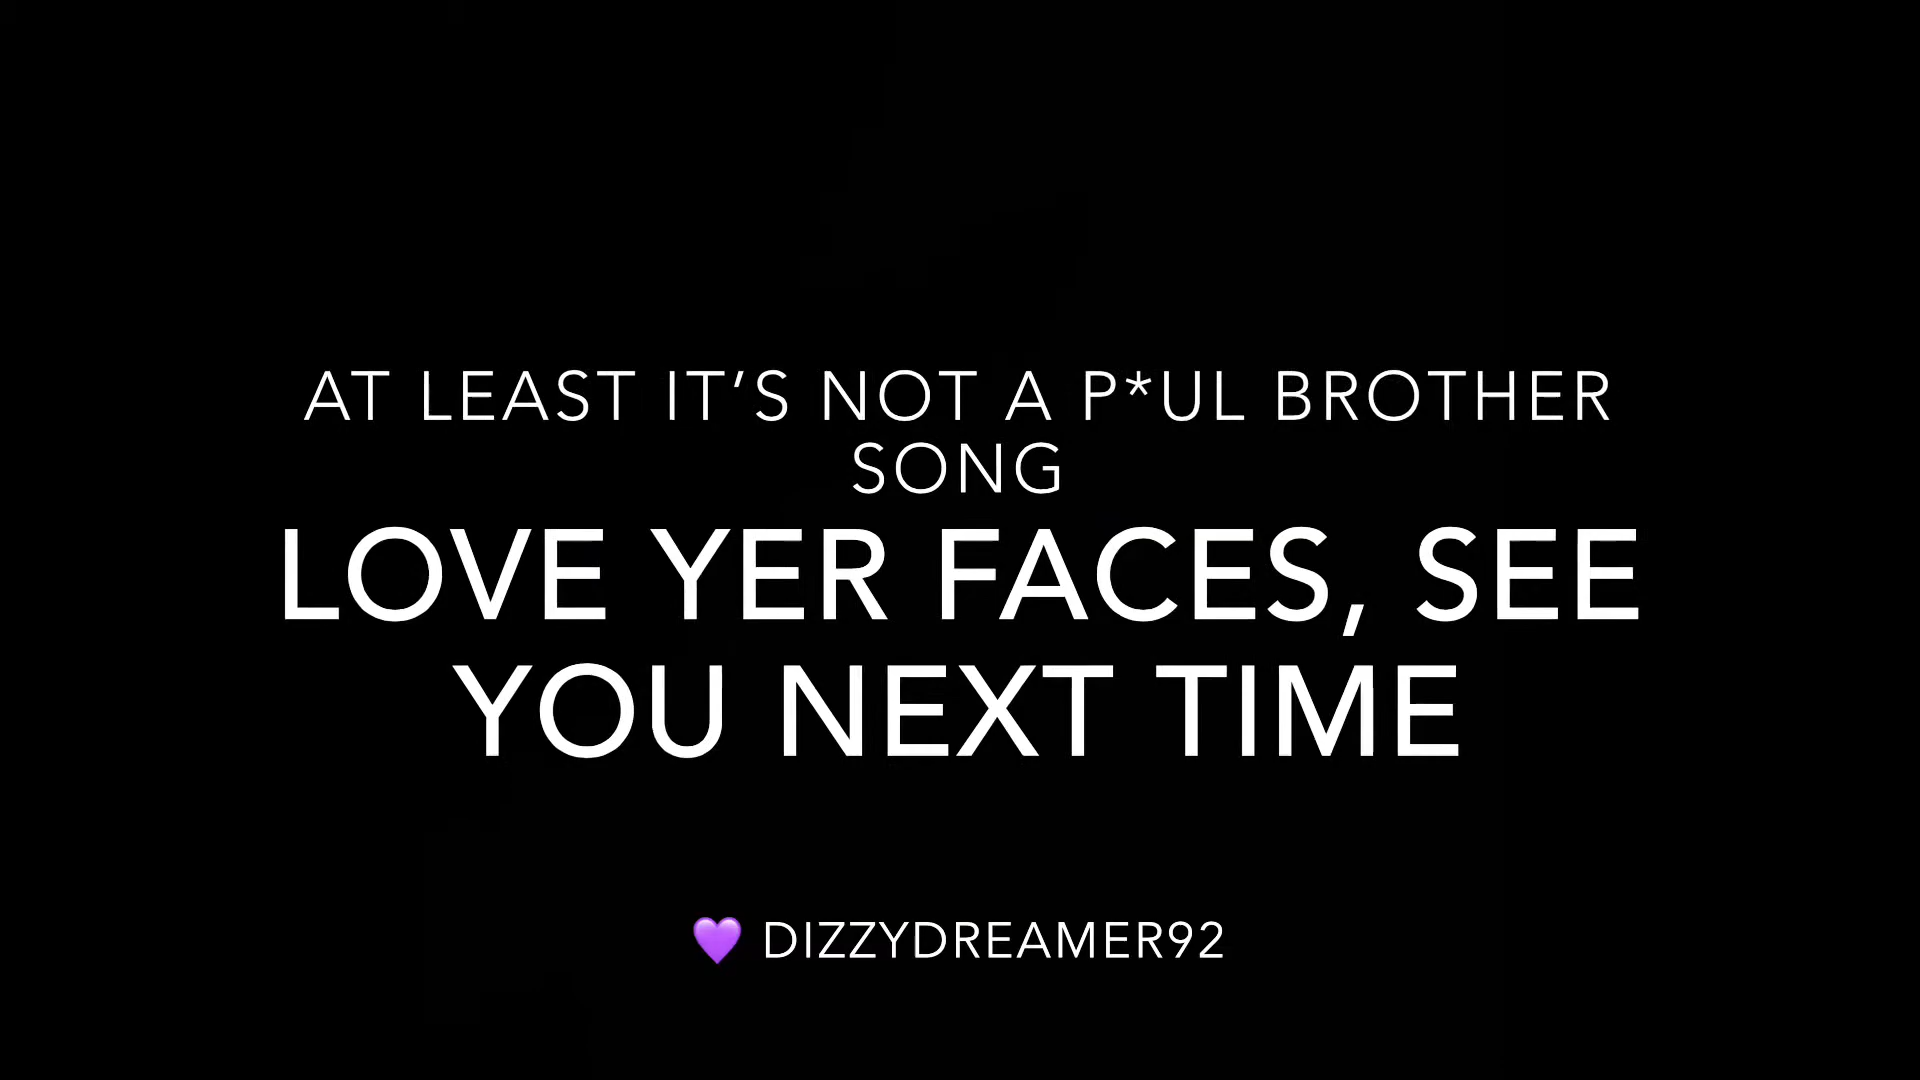 AT LEAST IT’S NOT A P*UL BROTHER
SONG
LOVE YER FACES, SEE
YOU NEXT TIME
💜 DIZZYDREAMER92